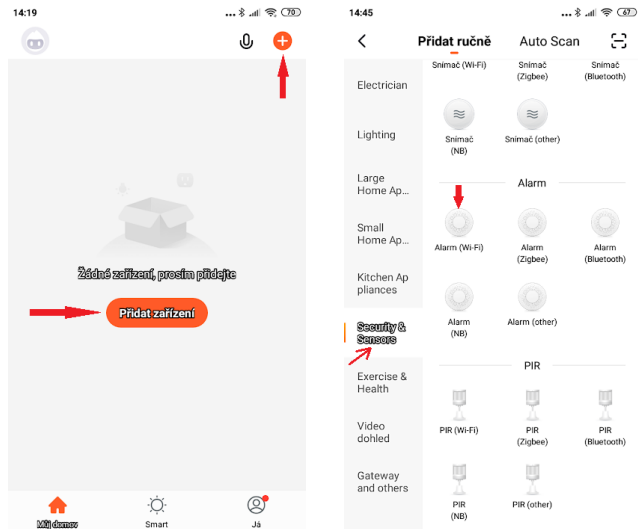 14:19
70
Žádné zařízení, prosím přidejte
Přidat zařízení
Můj domov
Smart
Já
14:45
67
Přidat ručně
Auto Scan
Electrician
Lighting
Large
Home Ap...
Small
Home Ap...
Kitchen Ap
pliances
Security &
Sensors
Exercise &
Health
Video
dohled
Gateway
and others
Snímač (Wi-Fi)
Snímač
(Zigbee)
Snímač
(Bluetooth)
Snímač
(NB)
Snímač (other)
Alarm
Alarm (Wi-Fi)
Alarm
(Zigbee)
Alarm
(Bluetooth)
Alarm
(NB)
Alarm (other)
PIR
PIR (Wi-Fi)
PIR
(Zigbee)
PIR
(Bluetooth)
PIR
(NB)
PIR (other)